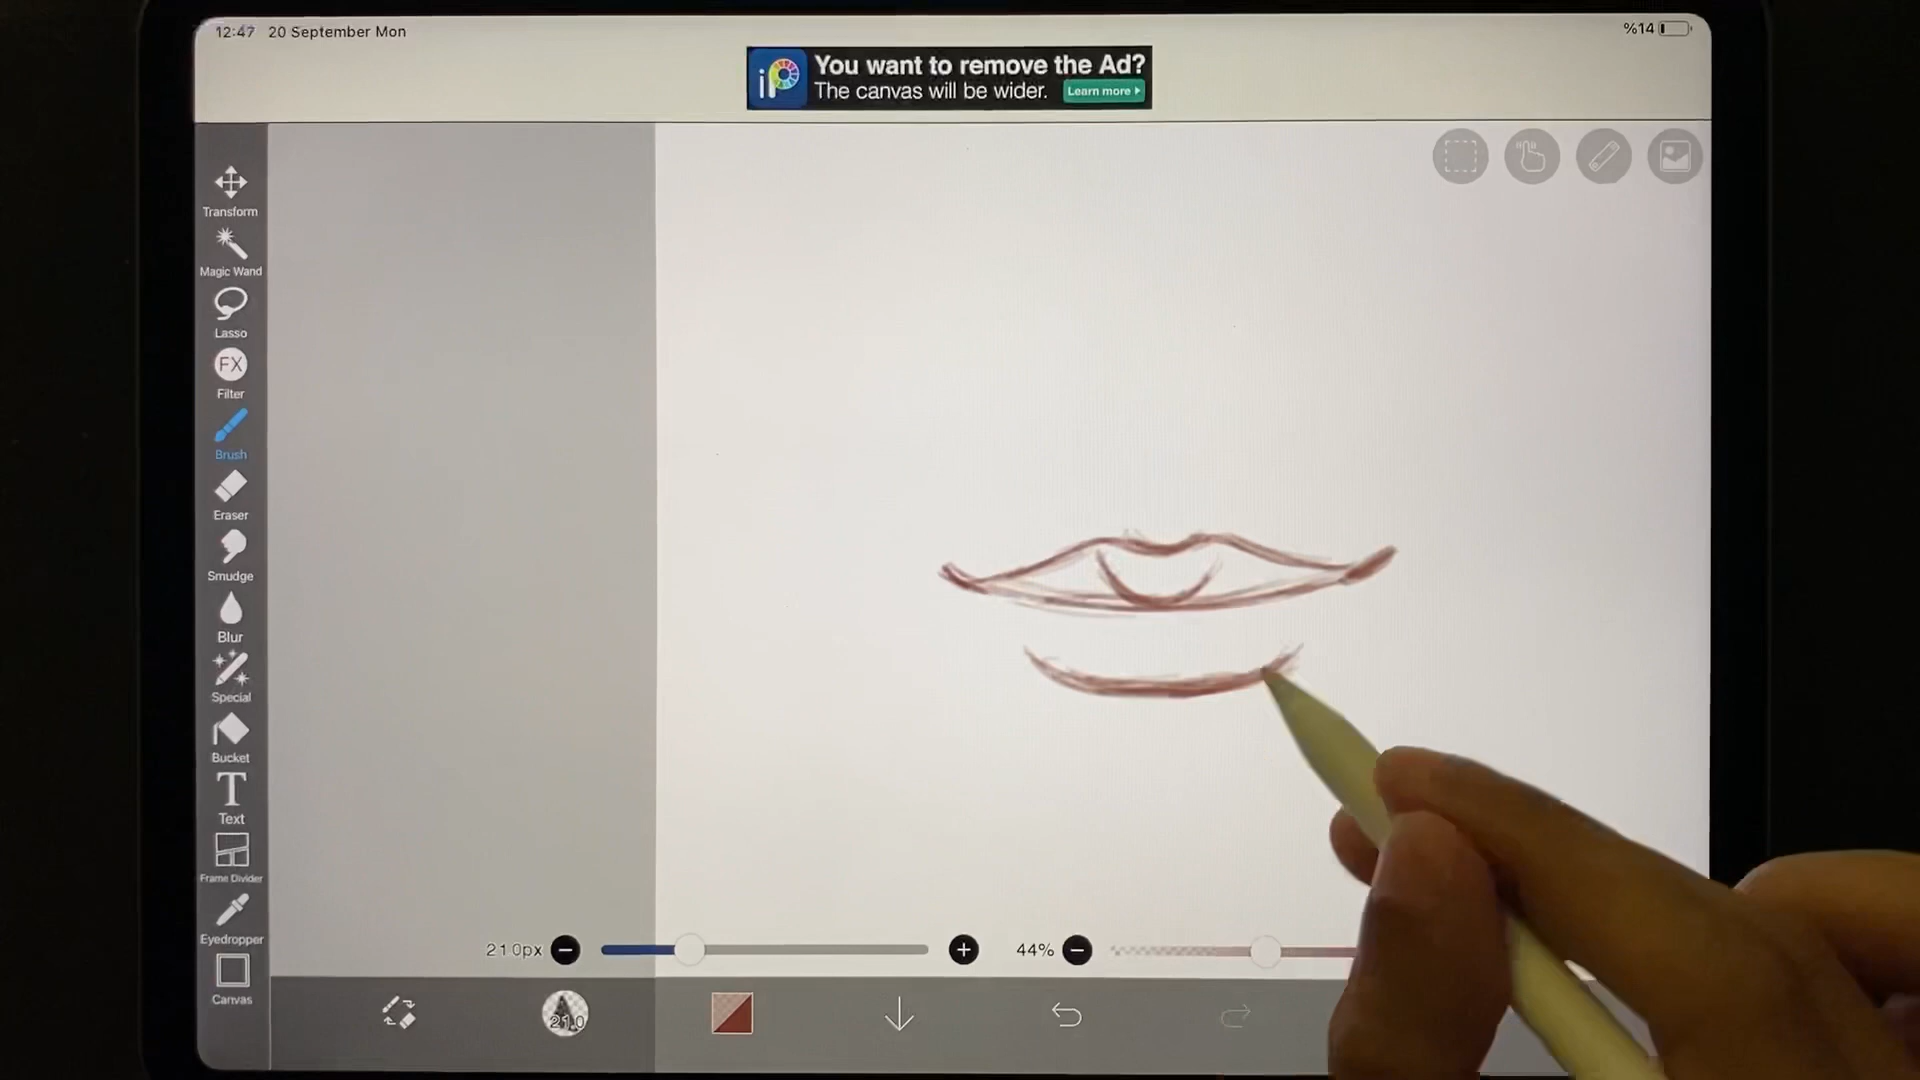 12:47 20 September Mon
%14
iP
You want to remove the Ad?
The canvas will be wider.
Learn more
Transform
Magic Wand
Lasso
FX
Filter
Brush
Eraser
Smudge
Blur
Special
Bucket
T
Text
Frame Divider
Eyedropper
Canvas
21.0px
44%
21.0